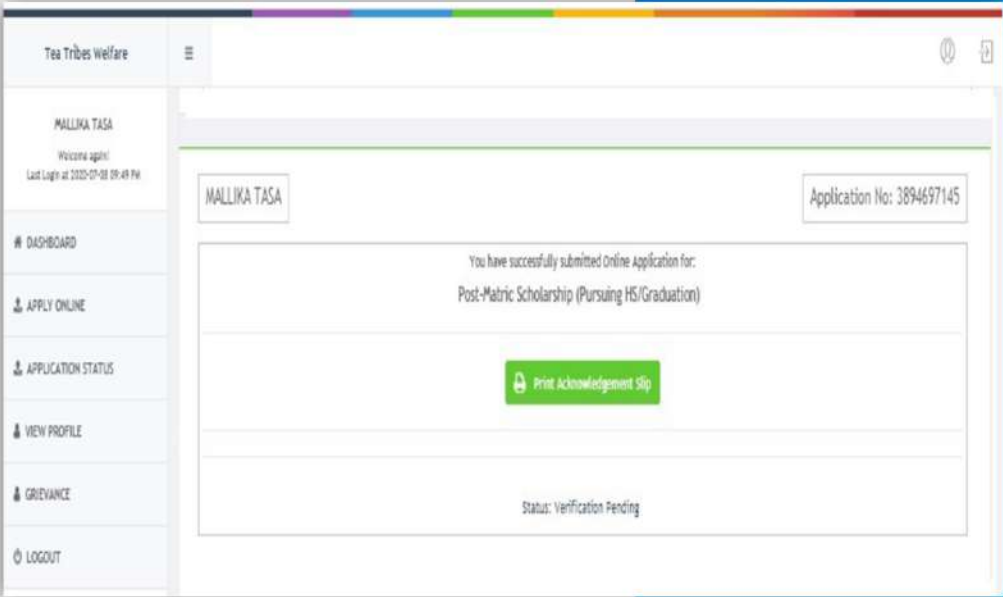 Tea Tribes Welfare
MALLIKA TASA
Welcome again!
Last Login at 2020-07-08 09:49 PM
DASHBOARD
APPLY ONLINE
APPLICATION STATUS
VIEW PROFILE
GRIEVANCE
LOGOUT
MALLIKA TASA
Application No: 3894697145
You have successfully submitted Online Application for:
Post-Matric Scholarship (Pursuing HS/Graduation)
Print Acknowledgement Slip
Status: Verification Pending